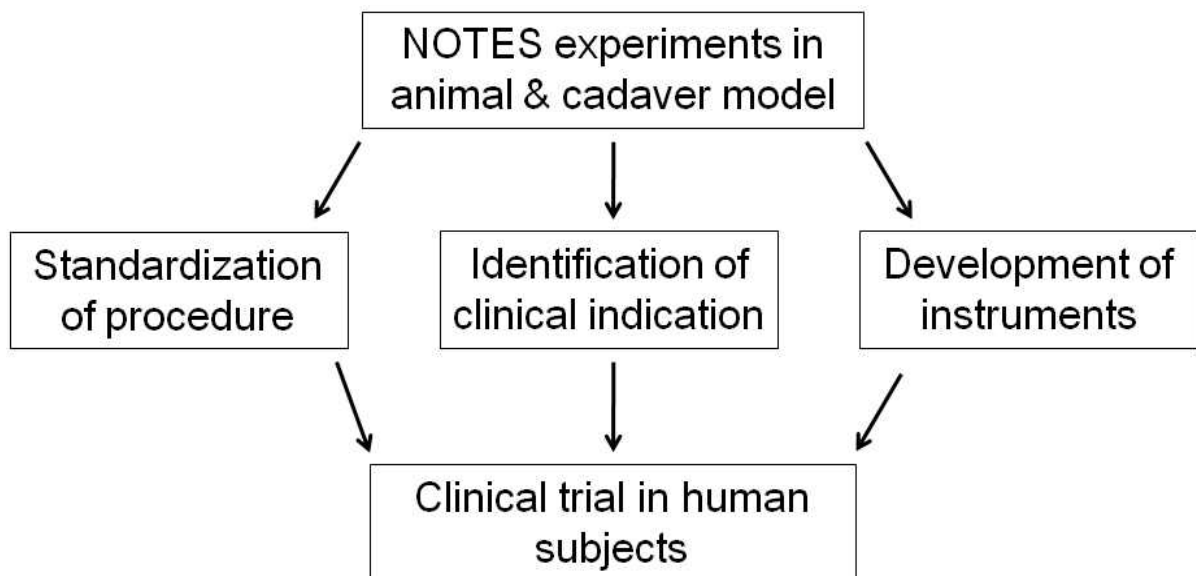 NOTES experiments in
animal & cadaver model
Standardization
of procedure
Identification of
clinical indication
Development of
instruments
Clinical trial in human
subjects